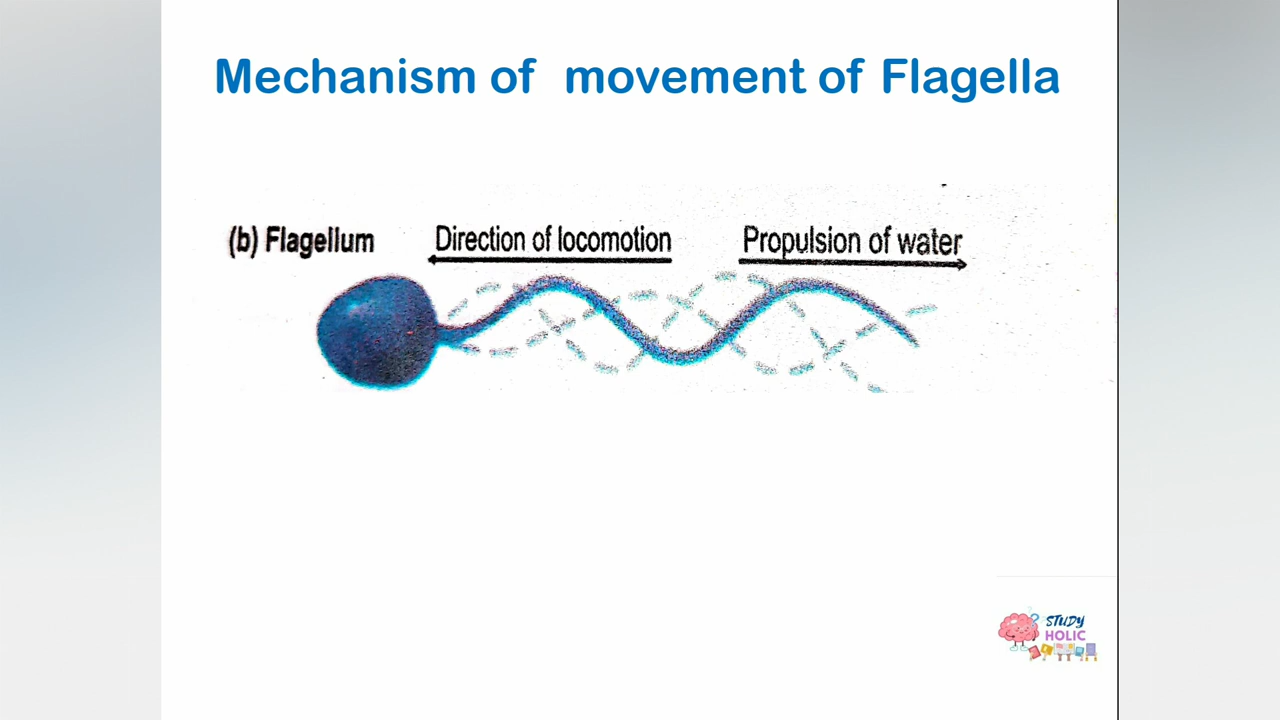 Mechanism of movement of Flagella
(b) Flagellum
Direction of locomotion
Propulsion of water
STUDY
HOLIC